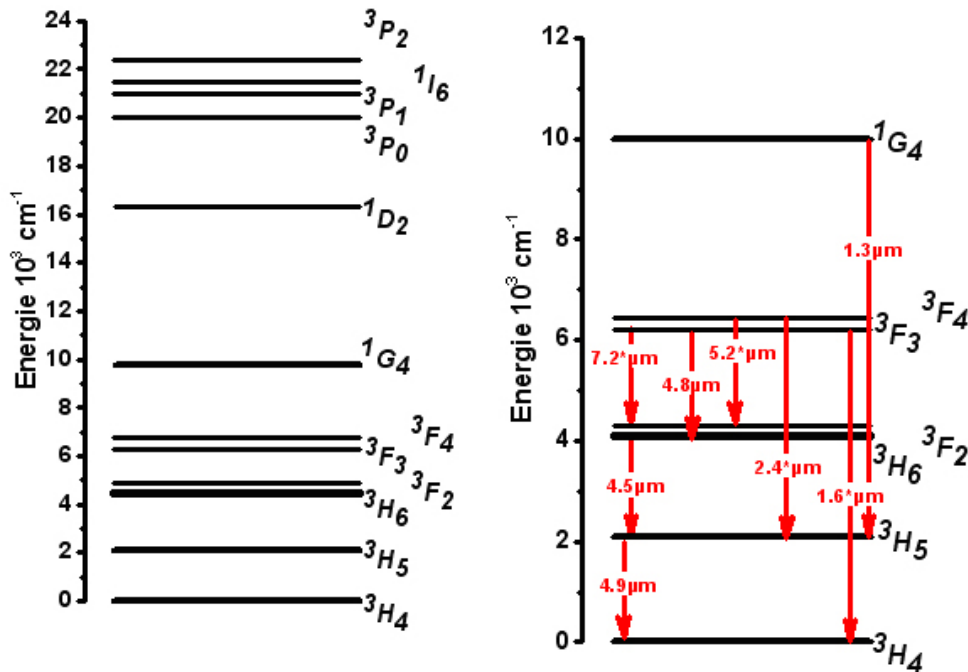 24
22
20
18
16
14
12
10
8
6
4
2
0
Energie 10³ cm⁻¹
³P₂
¹I₆
³P₁
³P₀
¹D₂
¹G₄
³F₄
³F₃
³F₂
³H₆
³H₅
³H₄
12
10
8
6
4
2
0
Energie 10³ cm⁻¹
¹G₄
1.3µm
³F₄
³F₃
7.2*µm
5.2*µm
4.8µm
³F₂
³H₆
2.4*µm
4.5µm
1.6*µm
³H₅
4.9µm
³H₄